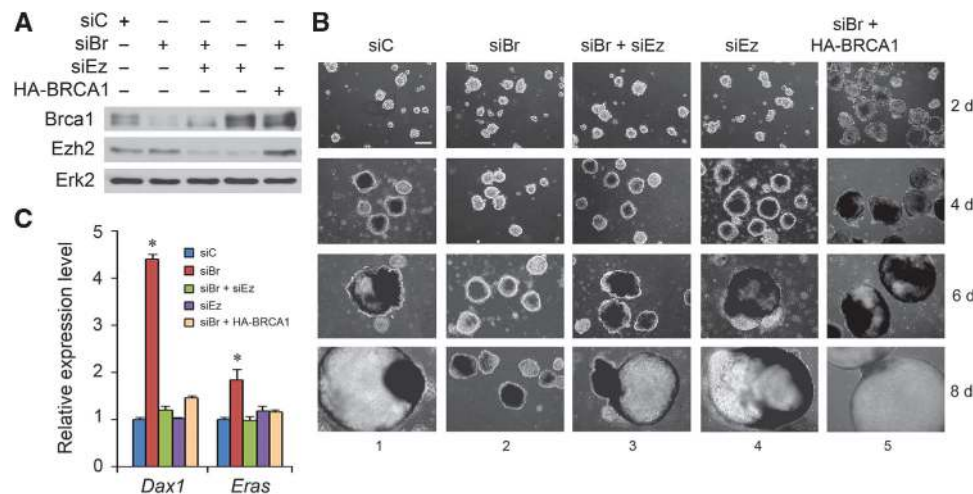 A
siC + – – – –
siBr – + + – +
siEz – – + + –
HA-BRCA1 – – – – +
Brca1
Ezh2
Erk2
B
siC siBr siBr + siEz siEz siBr + HA-BRCA1
2 d
4 d
6 d
8 d
1 2 3 4 5
C
Relative expression level
5
4
3
2
1
0
*
*
siC
siBr
siBr + siEz
siEz
siBr + HA-BRCA1
Dax1 Eras